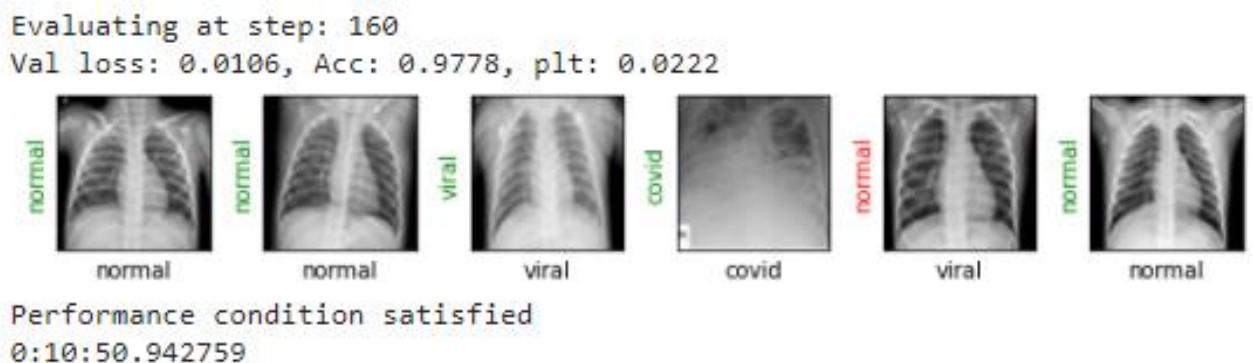 Evaluating at step: 160
Val loss: 0.0106, Acc: 0.9778, plt: 0.0222
normal normal viral covid normal normal
normal normal viral covid viral normal
Performance condition satisfied
0:10:50.942759